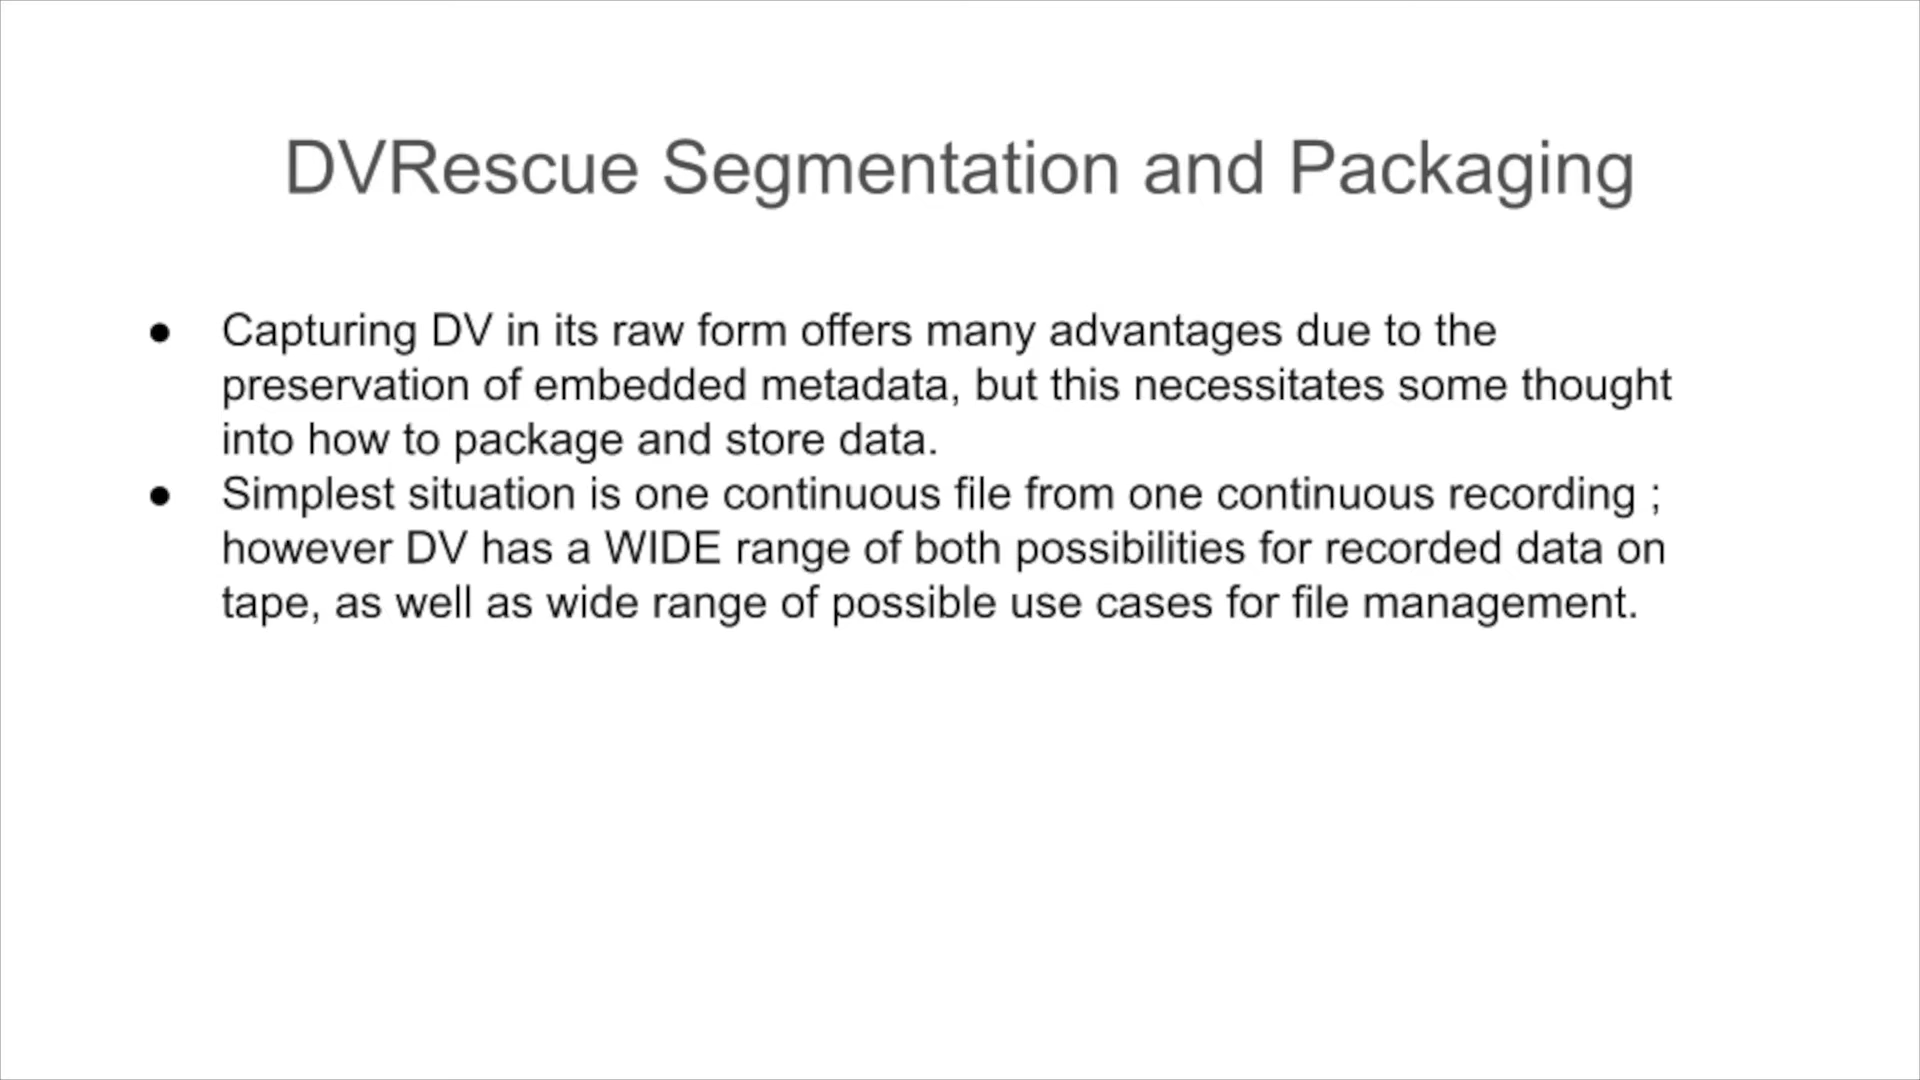 DVRescue Segmentation and Packaging
● Capturing DV in its raw form offers many advantages due to the
preservation of embedded metadata, but this necessitates some thought
into how to package and store data.
● Simplest situation is one continuous file from one continuous recording ;
however DV has a WIDE range of both possibilities for recorded data on
tape, as well as wide range of possible use cases for file management.